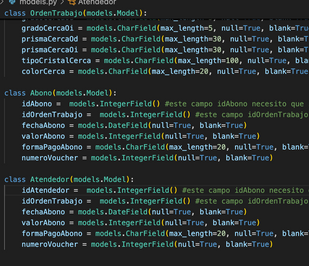 models.py > Atendedor
class OrdenTrabajo(models.Model):
gradoCercaOi = models.CharField(max_length=5, null=True, blank=Tru
prismaCercaOd = models.CharField(max_length=30, null=True, blank=
prismaCercaOi = models.CharField(max_length=30, null=True, blank=
tipoCristalCerca = models.CharField(max_length=100, null=True, bl
colorCerca = models.CharField(max_length=20, null=True, blank=Tru
class Abono(models.Model):
idAbono = models.IntegerField() #este campo idAbono necesito que
idOrdenTrabajo = models.IntegerField() #este campo idOrdenTrabajo
fechaAbono = models.DateField(null=True, blank=True)
valorAbono = models.IntegerField(null=True, blank=True)
formaPagoAbono = models.CharField(max_length=20, null=True, blank
numeroVoucher = models.IntegerField(null=True, blank=True)
class Atendedor(models.Model):
idAtendedor = models.IntegerField() #este campo idAbono necesito
idOrdenTrabajo = models.IntegerField() #este campo idOrdenTrabajo
fechaAbono = models.DateField(null=True, blank=True)
valorAbono = models.IntegerField(null=True, blank=True)
formaPagoAbono = models.CharField(max_length=20, null=True, blank
numeroVoucher = models.IntegerField(null=True, blank=True)